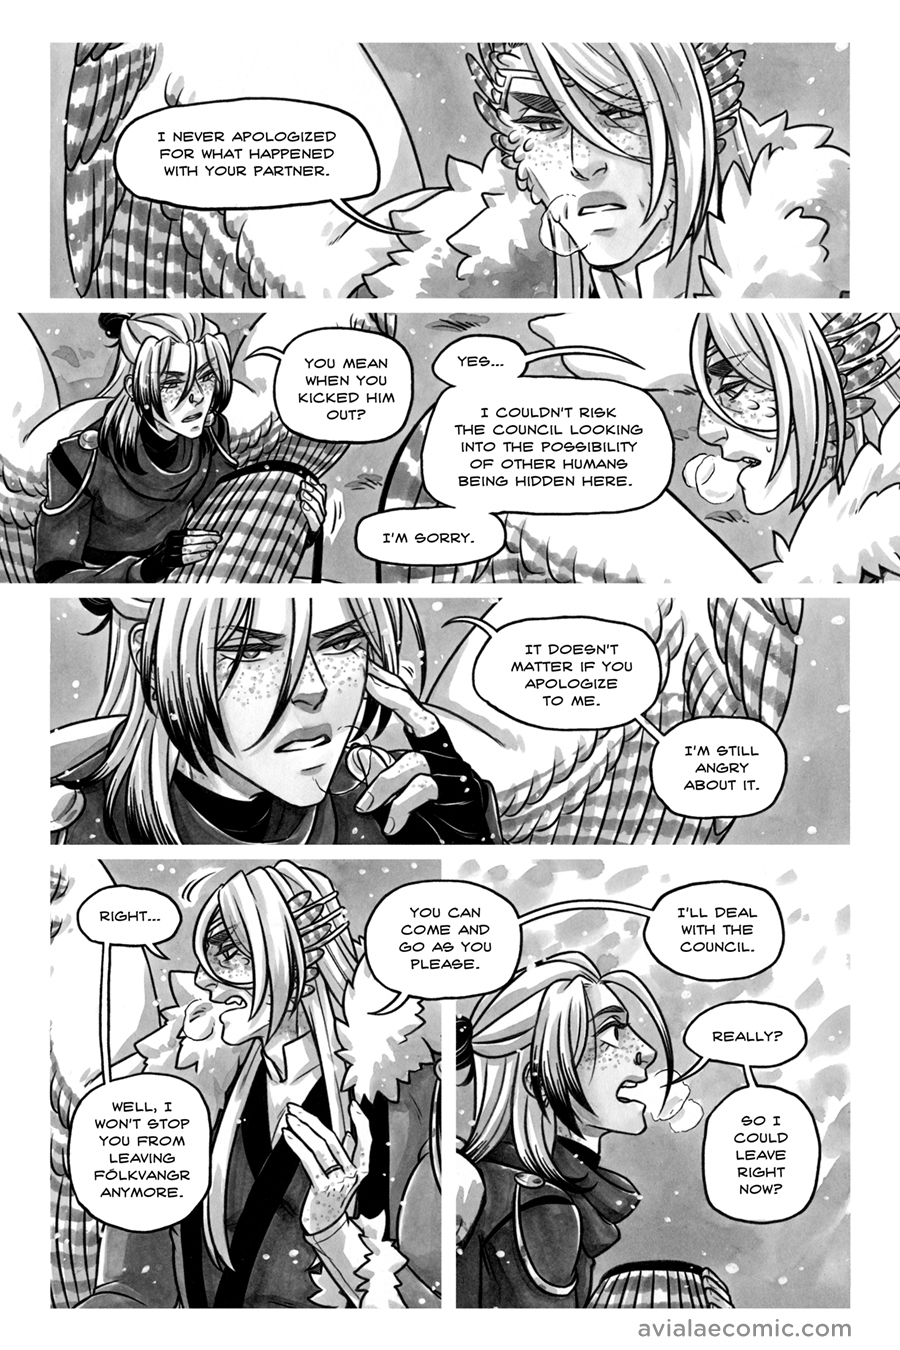 I NEVER APOLOGIZED
FOR WHAT HAPPENED
WITH YOUR PARTNER.
YOU MEAN
WHEN YOU
KICKED HIM
OUT?
YES...
I COULDN'T RISK
THE COUNCIL LOOKING
INTO THE POSSIBILITY
OF OTHER HUMANS
BEING HIDDEN HERE.
I'M SORRY.
IT DOESN'T
MATTER IF YOU
APOLOGIZE
TO ME.
I'M STILL
ANGRY
ABOUT IT.
RIGHT...
WELL, I
WON'T STOP
YOU FROM
LEAVING
FÓLKVANGR
ANYMORE.
YOU CAN
COME AND
GO AS YOU
PLEASE.
I'LL DEAL
WITH THE
COUNCIL.
REALLY?
SO I
COULD
LEAVE
RIGHT
NOW?
avialaecomic.com